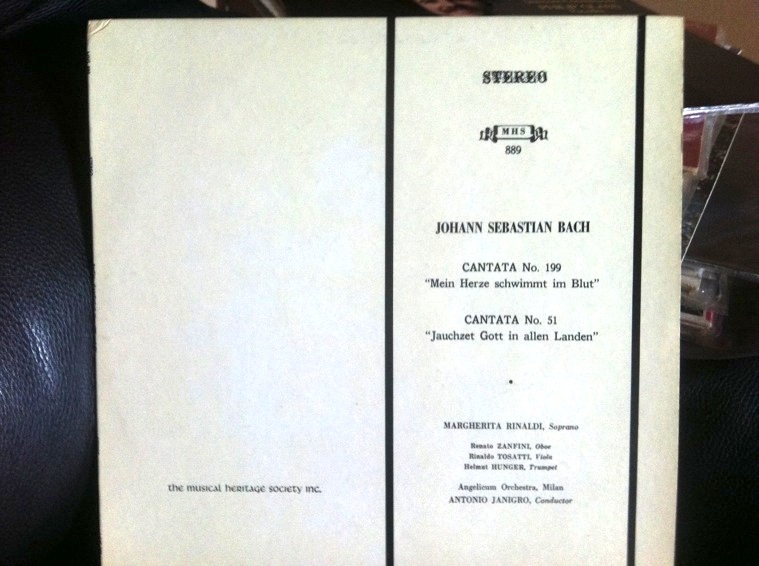 STEREO
MHS
889
JOHANN SEBASTIAN BACH
CANTATA No. 199
"Mein Herze schwimmt im Blut"
CANTATA No. 51
"Jauchzet Gott in allen Landen"
MARGHERITA RINALDI, Soprano
Renato ZANFINI, Oboe
Rinaldo TOSATTI, Viola
Helmut HUNGER, Trumpet
Angelicum Orchestra, Milan
ANTONIO JANIGRO, Conductor
the musical heritage society inc.